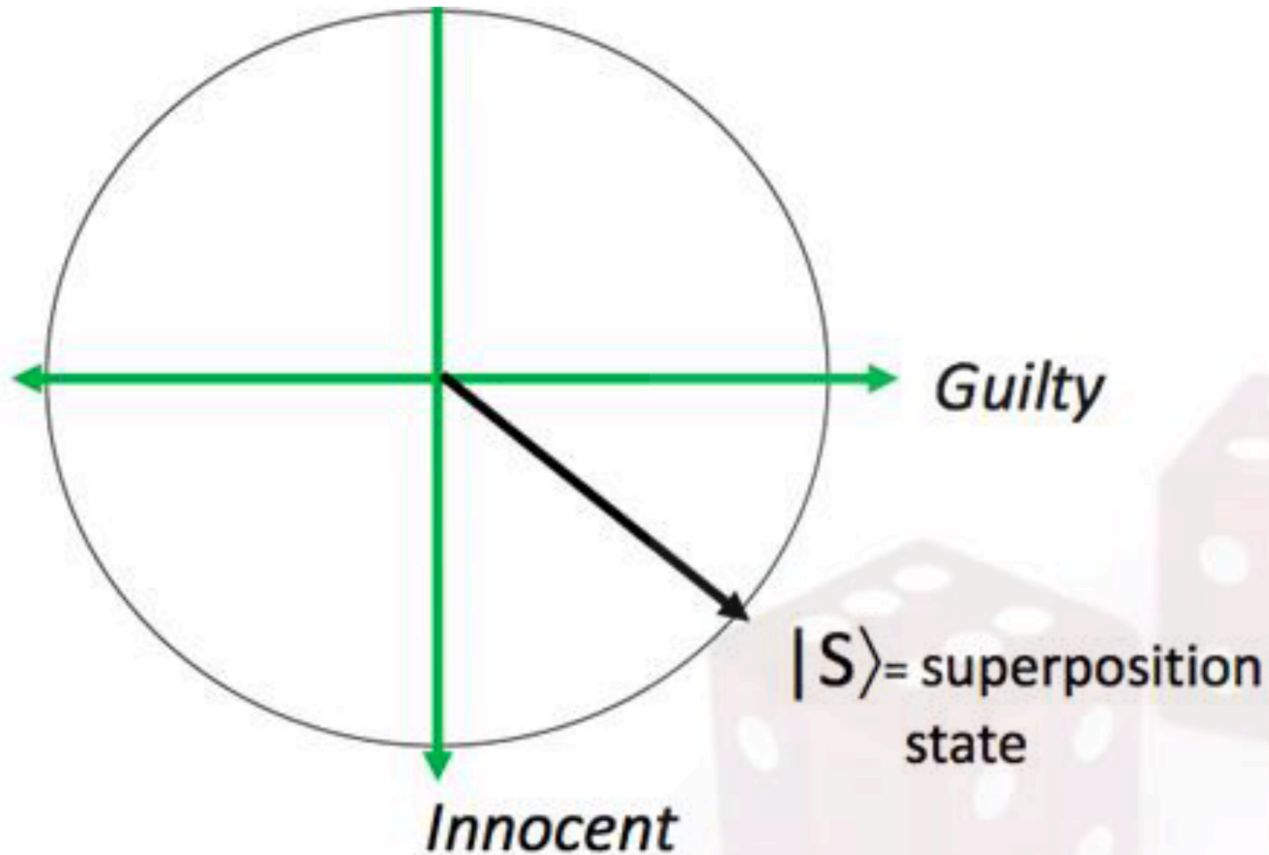 Guilty
|S⟩= superposition
state
Innocent